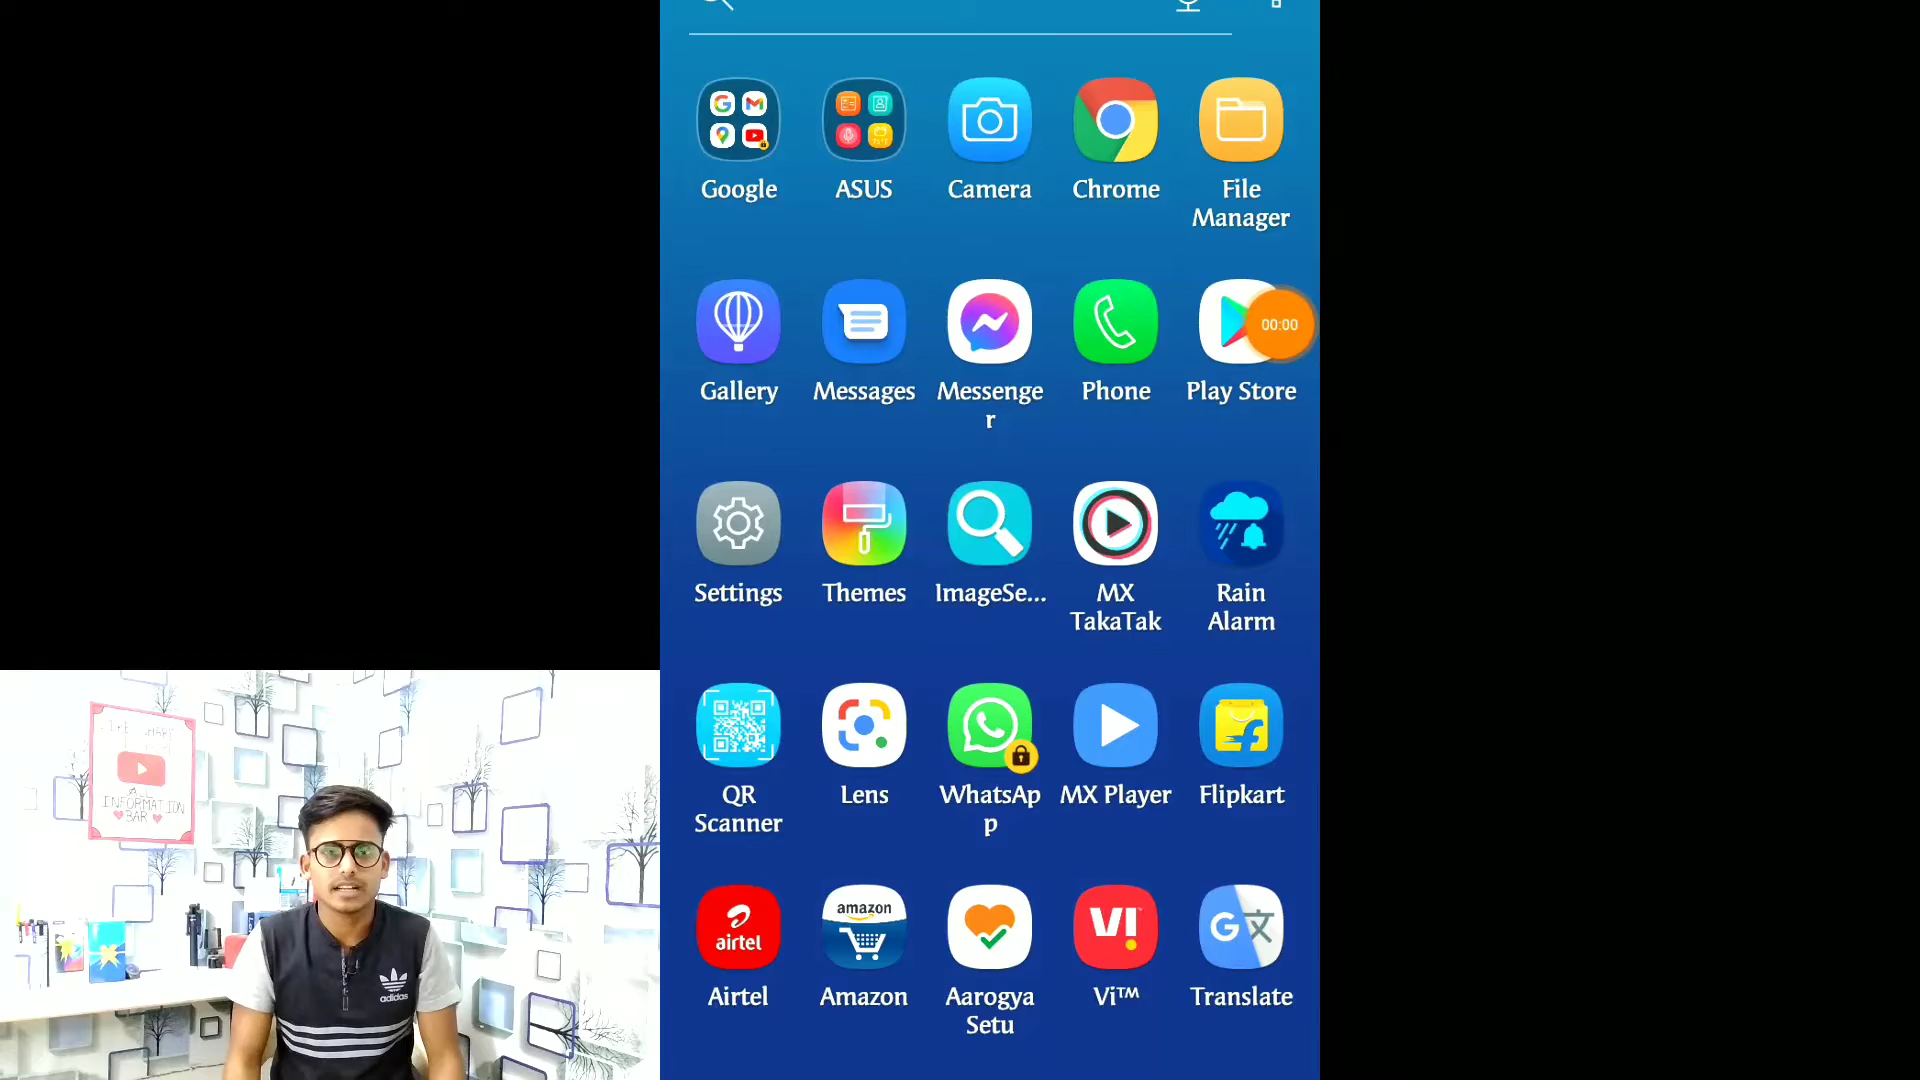 Google
ASUS
Camera
Chrome
File
Manager
00:00
Gallery
Messages
Messenge
r
Phone
Play Store
Settings
Themes
ImageSe...
MX
TakaTak
Rain
Alarm
QR
Scanner
Lens
WhatsAp
p
MX Player
Flipkart
airtel
amazon
VI
G
Airtel
Amazon
Aarogya
Setu
Vi™
Translate
INFORMATION
BAR
adidas